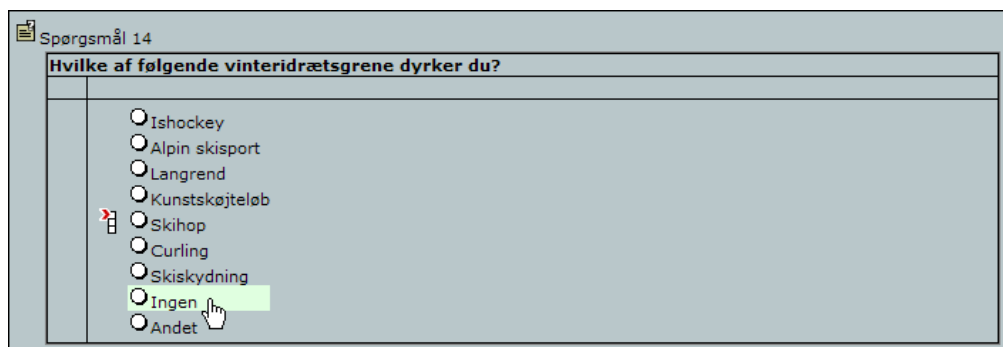 Spørgsmål 14
Hvilke af følgende vinteridrætsgrene dyrker du?
Ishockey
Alpin skisport
Langrend
Kunstskøjteløb
Skihop
Curling
Skiskydning
Ingen
Andet